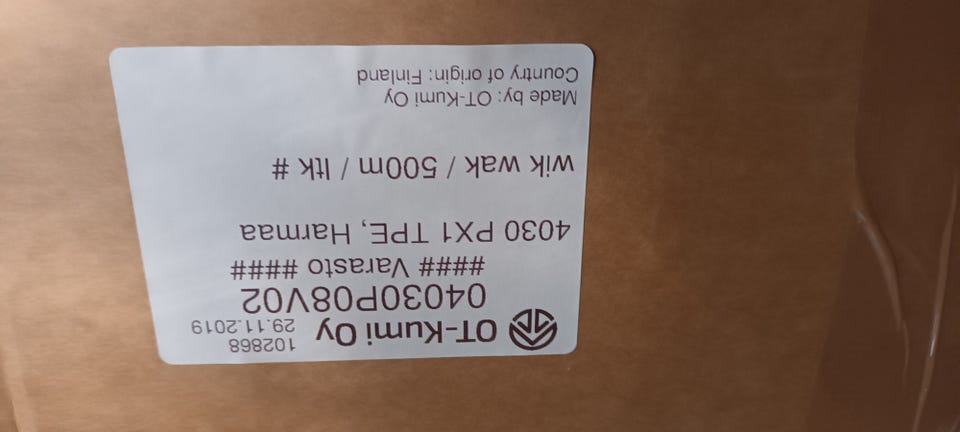 102868
OT-Kumi Oy 29.11.2019
04030P08V02
#### Varasto ####
4030 PX1 TPE, Harmaa
wik wak / 500m / ltk #
Made by: OT-Kumi Oy
Country of origin: Finland